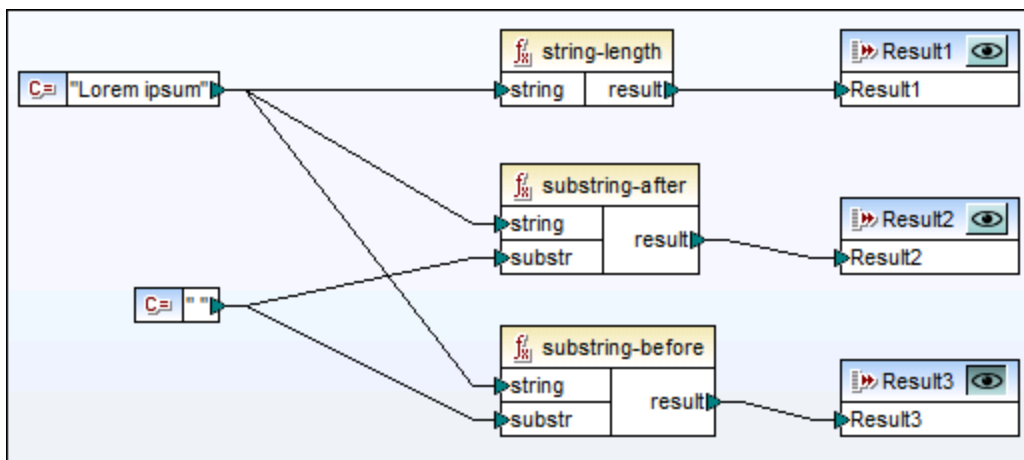 string-length
Result1
C= "Lorem ipsum"
string result
Result1
substring-after
Result2
string
result
substr
Result2
C= " "
substring-before
Result3
string
result
substr
Result3